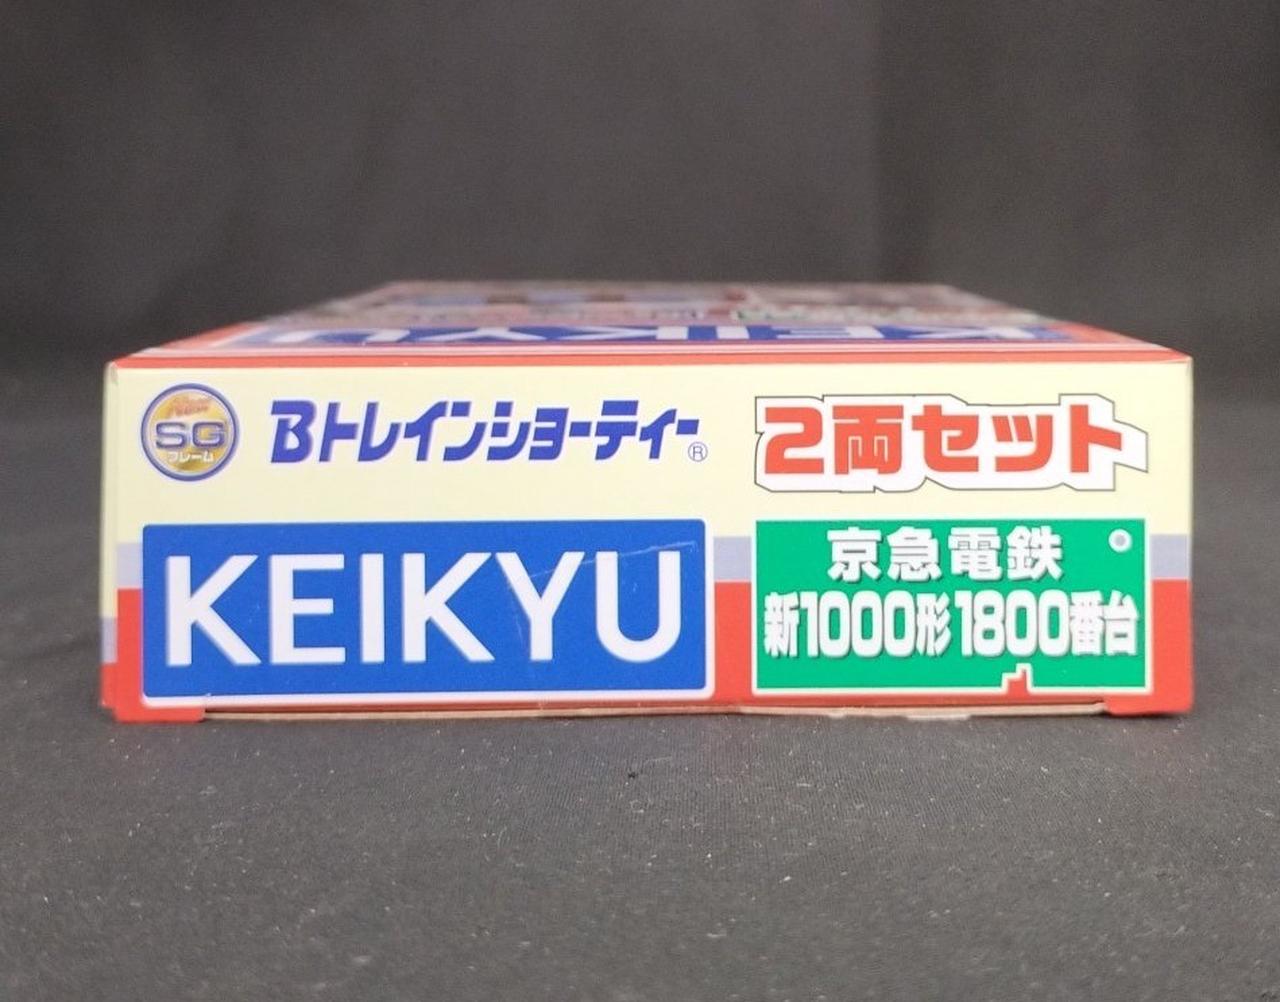 KEIKYU
SG
フレーム
Bトレインショーティー®
2両セット
KEIKYU
京急電鉄
新1000形1800番台